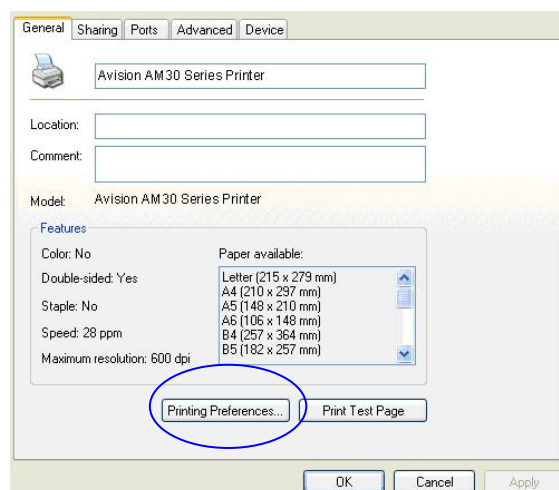 General Sharing Ports Advanced Device
Avision AM30 Series Printer
Location:
Comment:
Model: Avision AM30 Series Printer
Features
Color: No
Double-sided: Yes
Staple: No
Speed: 28 ppm
Maximum resolution: 600 dpi
Paper available:
Letter (215 x 279 mm)
A4 (210 x 297 mm)
A5 (148 x 210 mm)
A6 (106 x 148 mm)
B4 (257 x 364 mm)
B5 (182 x 257 mm)
Printing Preferences... Print Test Page
OK Cancel Apply